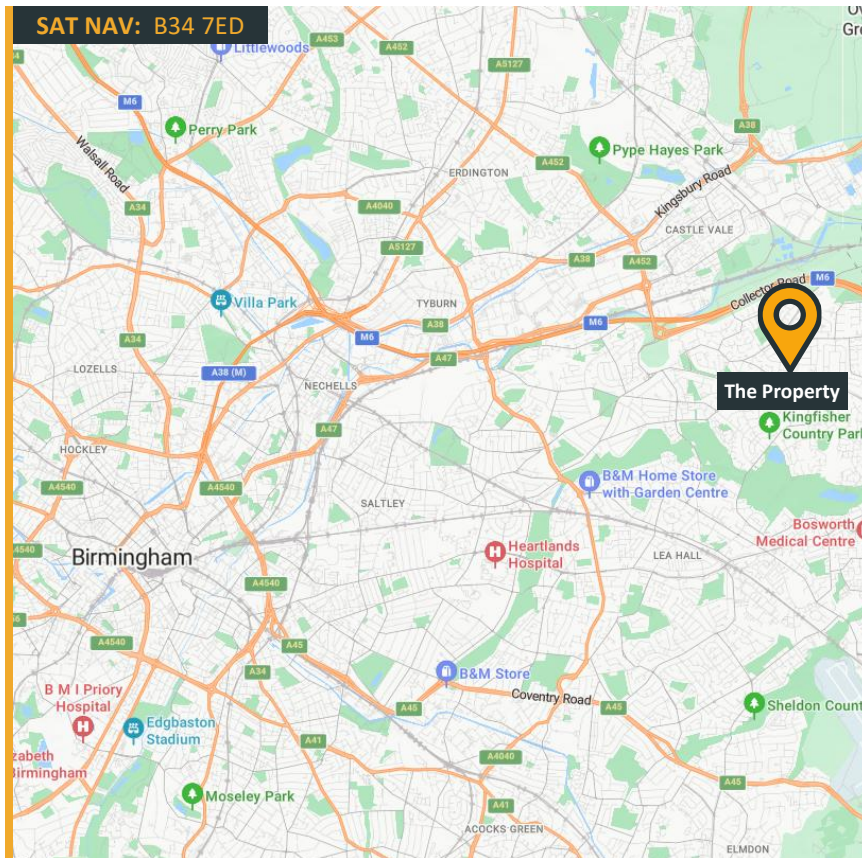 SAT NAV: B34 7ED
Littlewoods
A453
A452
A5127
M6
Perry Park
A38
Pype Hayes Park
Walsall Road
ERDINGTON
A452
Kingsbury Road
A34
A4040
CASTLE VALE
A5127
A38
A452
Collector Road
M6
Villa Park
TYBURN
A38
M6
M6
A34
A47
The Property
LOZELLS
A38 (M)
NECHELLS
Kingfisher
Country Park
A47
HOCKLEY
B&M Home Store
with Garden Centre
A4540
A4540
SALTLEY
Bosworth
Medical Centre
4540
Birmingham
Heartlands
Hospital
LEA HALL
A4540
A4540
A45
A34
B&M Store
B M I Priory
Hospital
Coventry Road
A45
A45
Sheldon Count
Edgbaston
Stadium
A41
zabeth
Birmingham
A4040
A45
Moseley Park
A41
ACOCKS GREEN
ELMDON